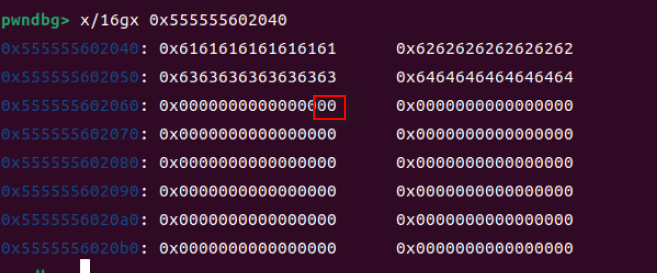 pwndbg> x/16gx 0x555555602040
0x555555602040: 0x6161616161616161 0x6262626262626262
0x555555602050: 0x6363636363636363 0x6464646464646464
0x555555602060: 0x0000000000000000 0x0000000000000000
0x555555602070: 0x0000000000000000 0x0000000000000000
0x555555602080: 0x0000000000000000 0x0000000000000000
0x555555602090: 0x0000000000000000 0x0000000000000000
0x5555556020a0: 0x0000000000000000 0x0000000000000000
0x5555556020b0: 0x0000000000000000 0x0000000000000000